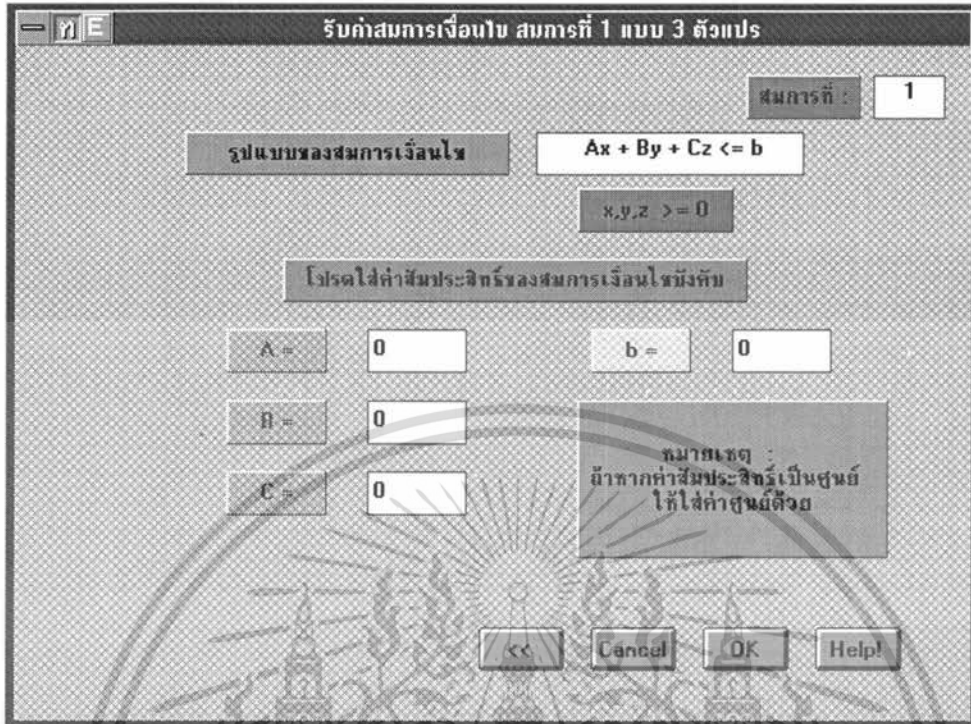 ท E รับค่าสมการเงื่อนไข สมการที่ 1 แบบ 3 ตัวแปร
สมการที่ : 1
รูปแบบของสมการเงื่อนไข Ax + By + Cz <= b
x,y,z >= 0
โปรดใส่ค่าสัมประสิทธิ์ของสมการเงื่อนไขบังคับ
A = 0 b = 0
B = 0
C = 0
หมายเหตุ :
ถ้าหากค่าสัมประสิทธิ์เป็นศูนย์
ให้ใส่ค่าศูนย์ด้วย
<< Cancel OK Help!